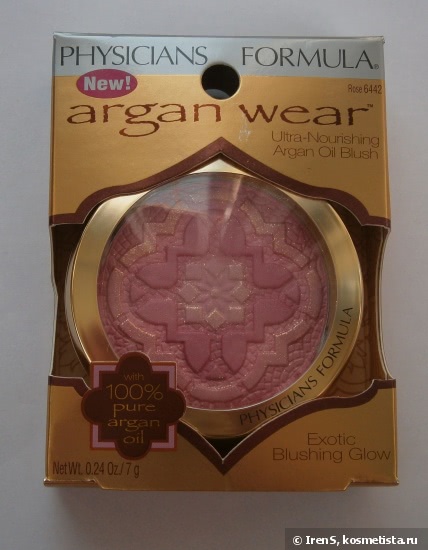 PHYSICIANS FORMULA®
Rose 6442
New!
argan wear™
Ultra-Nourishing
Argan Oil Blush
PHYSICIANS FORMULA
with
100%
pure
argan
oil
Exotic
Blushing Glow
Net Wt. 0.24 Oz./7 g
© IrenS, kosmetista.ru